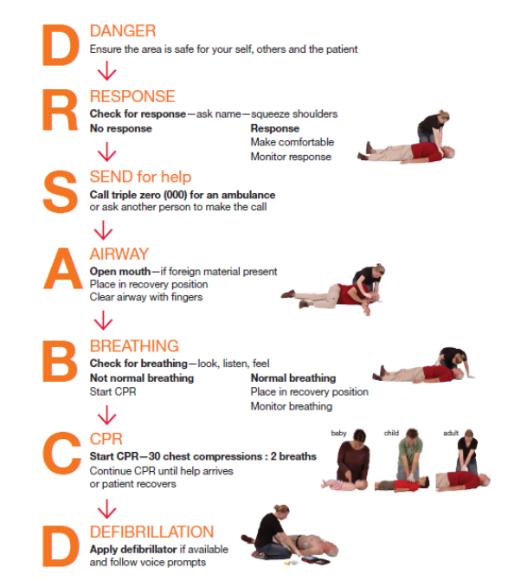 D
DANGER
Ensure the area is safe for your self, others and the patient
R
RESPONSE
Check for response—ask name—squeeze shoulders
No response
Response
Make comfortable
Monitor response
S
SEND for help
Call triple zero (000) for an ambulance
or ask another person to make the call
A
AIRWAY
Open mouth—if foreign material present
Place in recovery position
Clear airway with fingers
B
BREATHING
Check for breathing—look, listen, feel
Not normal breathing
Start CPR
Normal breathing
Place in recovery position
Monitor breathing
C
CPR
Start CPR—30 chest compressions : 2 breaths
Continue CPR until help arrives
or patient recovers
baby
child
adult
D
DEFIBRILLATION
Apply defibrillator if available
and follow voice prompts